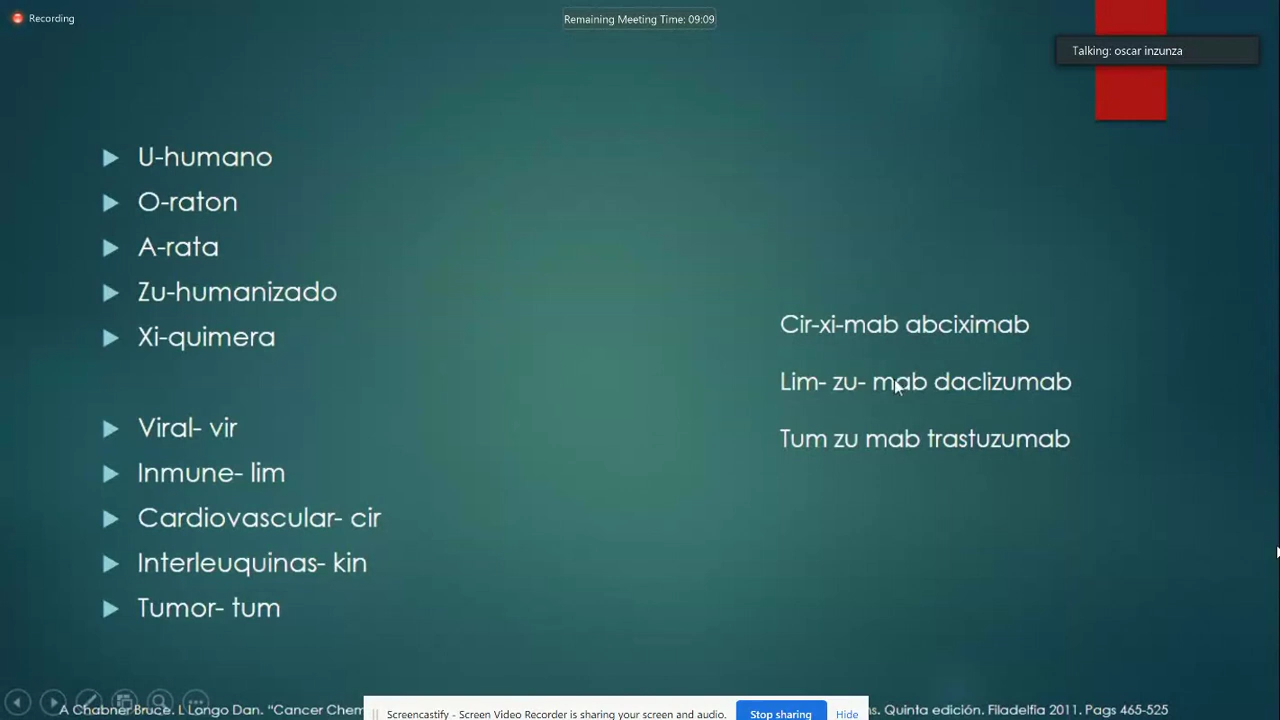 Recording
Remaining Meeting Time: 09:09
Talking: oscar inzunza
U-humano
O-raton
A-rata
Zu-humanizado
Xi-quimera
Viral- vir
Inmune- lim
Cardiovascular- cir
Interleuquinas- kin
Tumor- tum
Cir-xi-mab abciximab
Lim- zu- mab daclizumab
Tum zu mab trastuzumab
A Chabner Bruce. L Longo Dan. “Cancer Chem
Screencastify - Screen Video Recorder is sharing your screen and audio. Stop sharing Hide
. Quinta edición. Filadelfia 2011. Pags 465-525